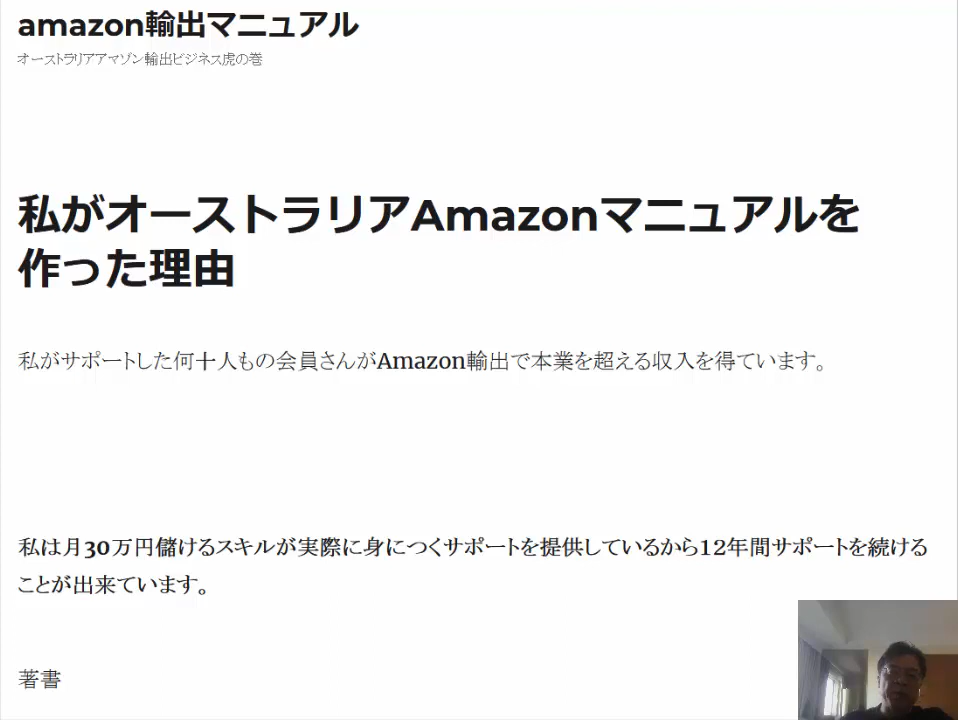 amazon輸出マニュアル
オーストラリアアマゾン輸出ビジネス虎の巻
私がオーストラリアAmazonマニュアルを
作った理由
私がサポートした何十人もの会員さんがAmazon輸出で本業を超える収入を得ています。
私は月30万円儲けるスキルが実際に身につくサポートを提供しているから12年間サポートを続ける
ことが出来ています。
著書